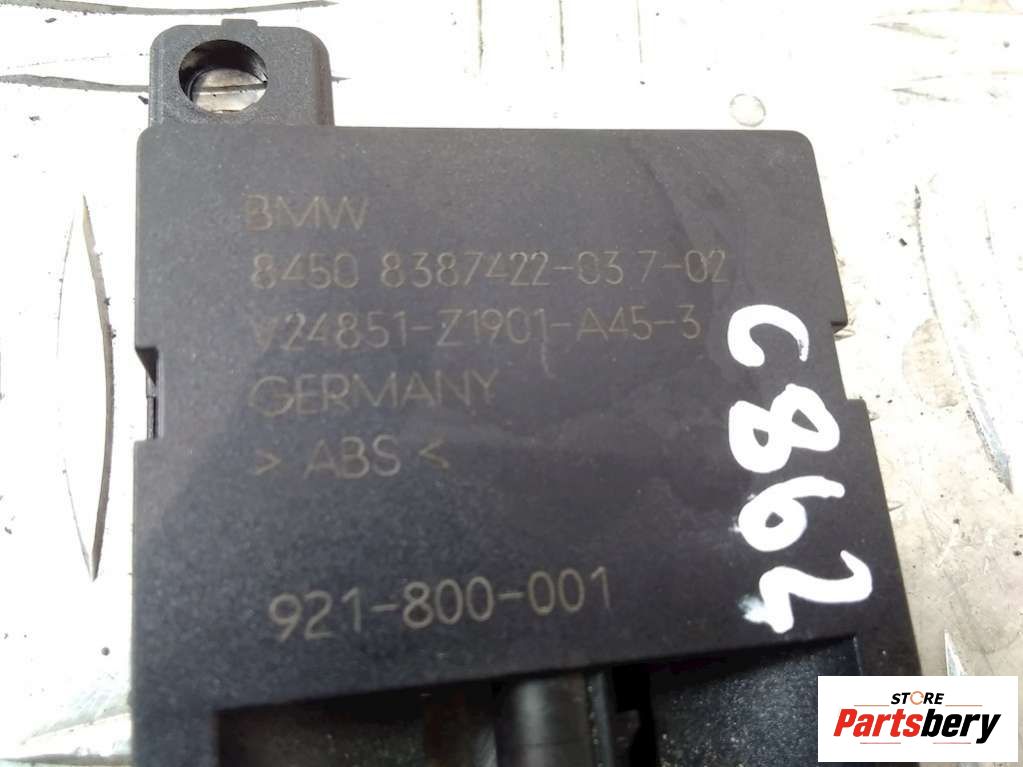 BMW
8450 8387422-03 7-02
V24851-Z1901-A45-3
GERMANY
> ABS <
921-800-001
C862
STORE
Partsbery